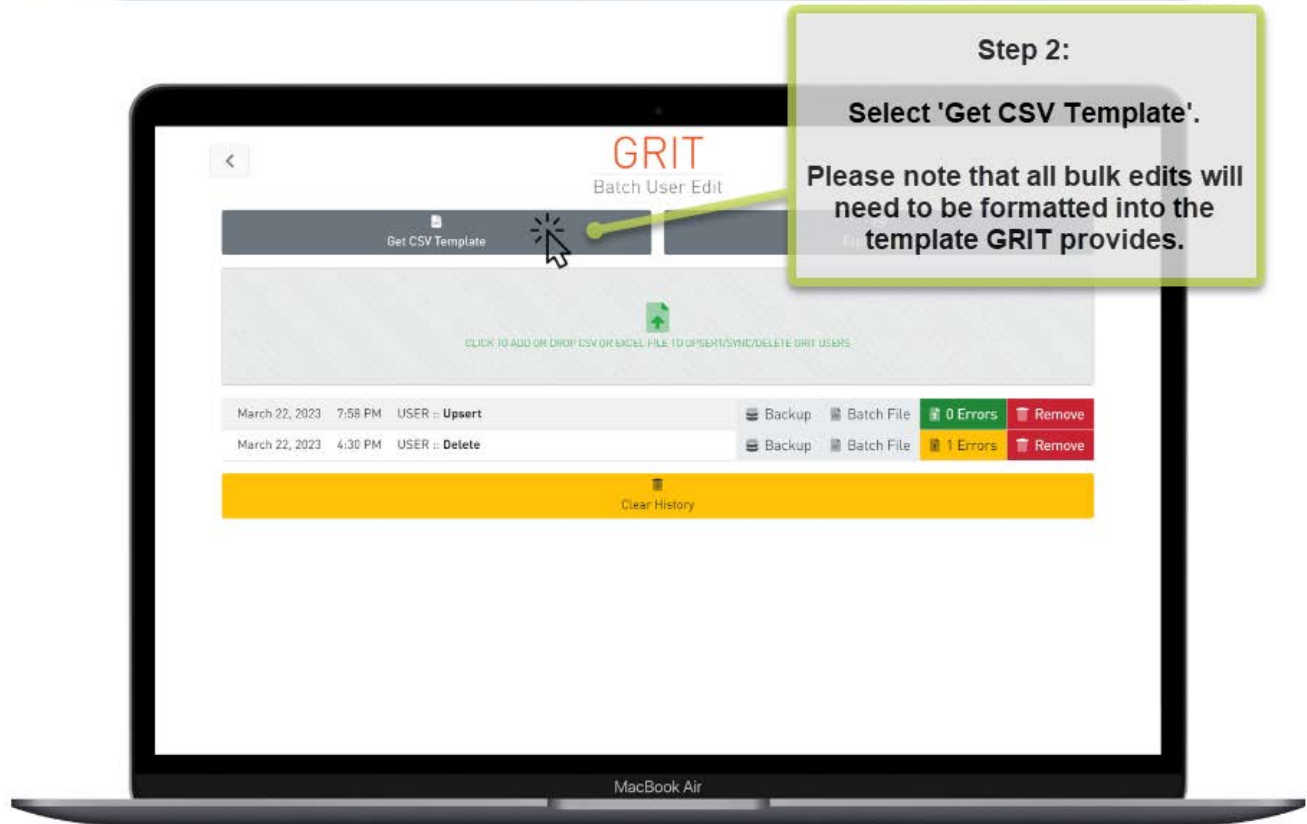 Step 2:
Select 'Get CSV Template'.
Please note that all bulk edits will
need to be formatted into the
template GRIT provides.
GRIT
Batch User Edit
Get CSV Template
CLICK TO ADD OR DROP CSV OR EXCEL FILE TO UPSERT/SYNC/DELETE GRIT USERS
March 22, 2023 7:58 PM USER :: Upsert Backup Batch File 0 Errors Remove
March 22, 2023 4:30 PM USER :: Delete Backup Batch File 1 Errors Remove
Clear History
MacBook Air